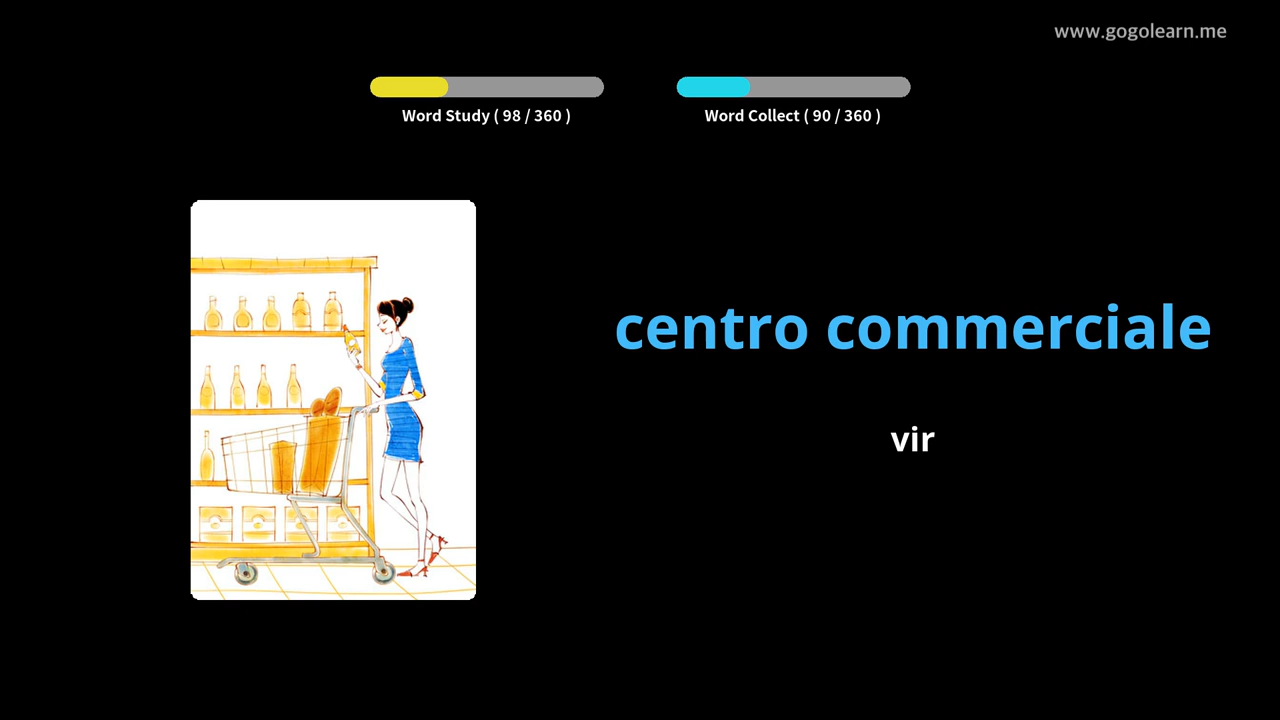 www.gogolearn.me
Word Study ( 98 / 360 )
Word Collect ( 90 / 360 )
centro commerciale
vir